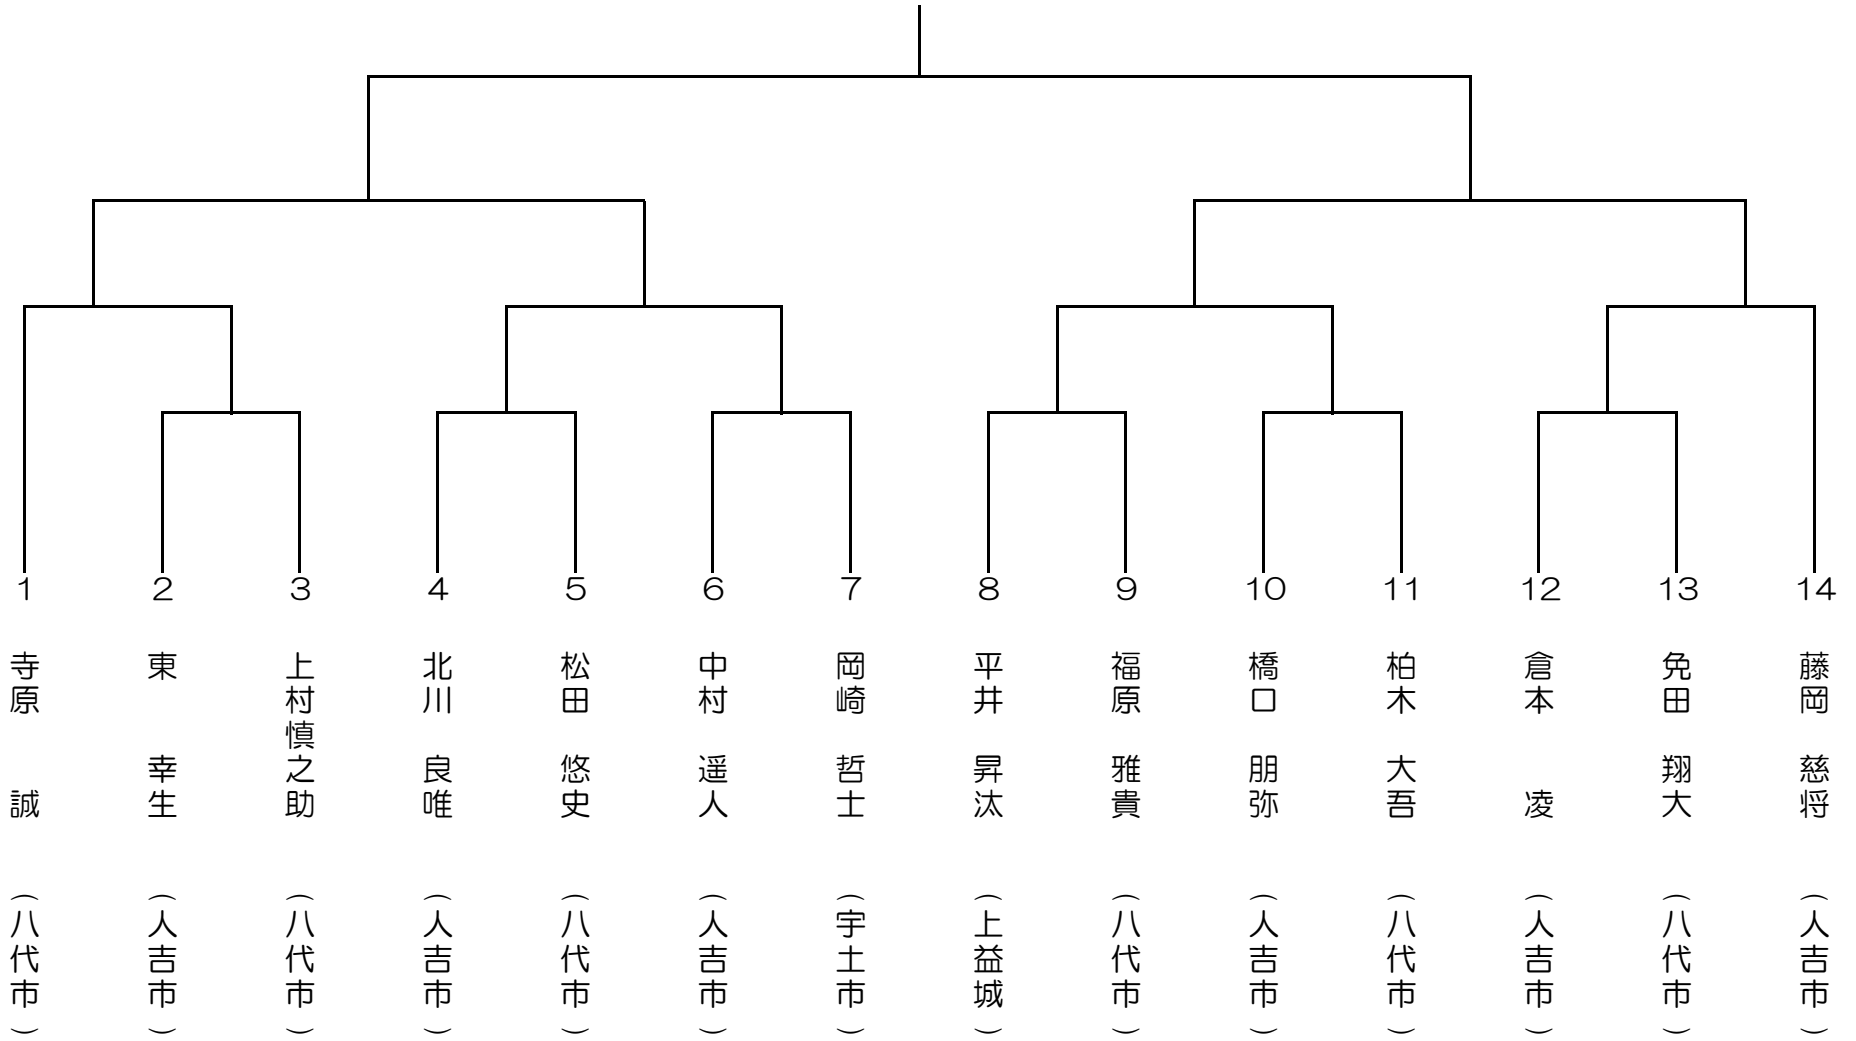 1 2 3 4 5 6 7 8 9 10 11 12 13 14
寺原 誠 (八代市)
東 幸生 (人吉市)
上村慎之助 (八代市)
北川 良唯 (人吉市)
松田 悠史 (八代市)
中村 遥人 (人吉市)
岡崎 哲士 (宇土市)
平井 昇汰 (上益城)
福原 雅貴 (八代市)
橋口 朋弥 (人吉市)
柏木 大吾 (八代市)
倉本 凌 (人吉市)
免田 翔大 (八代市)
藤岡 慈将 (人吉市)